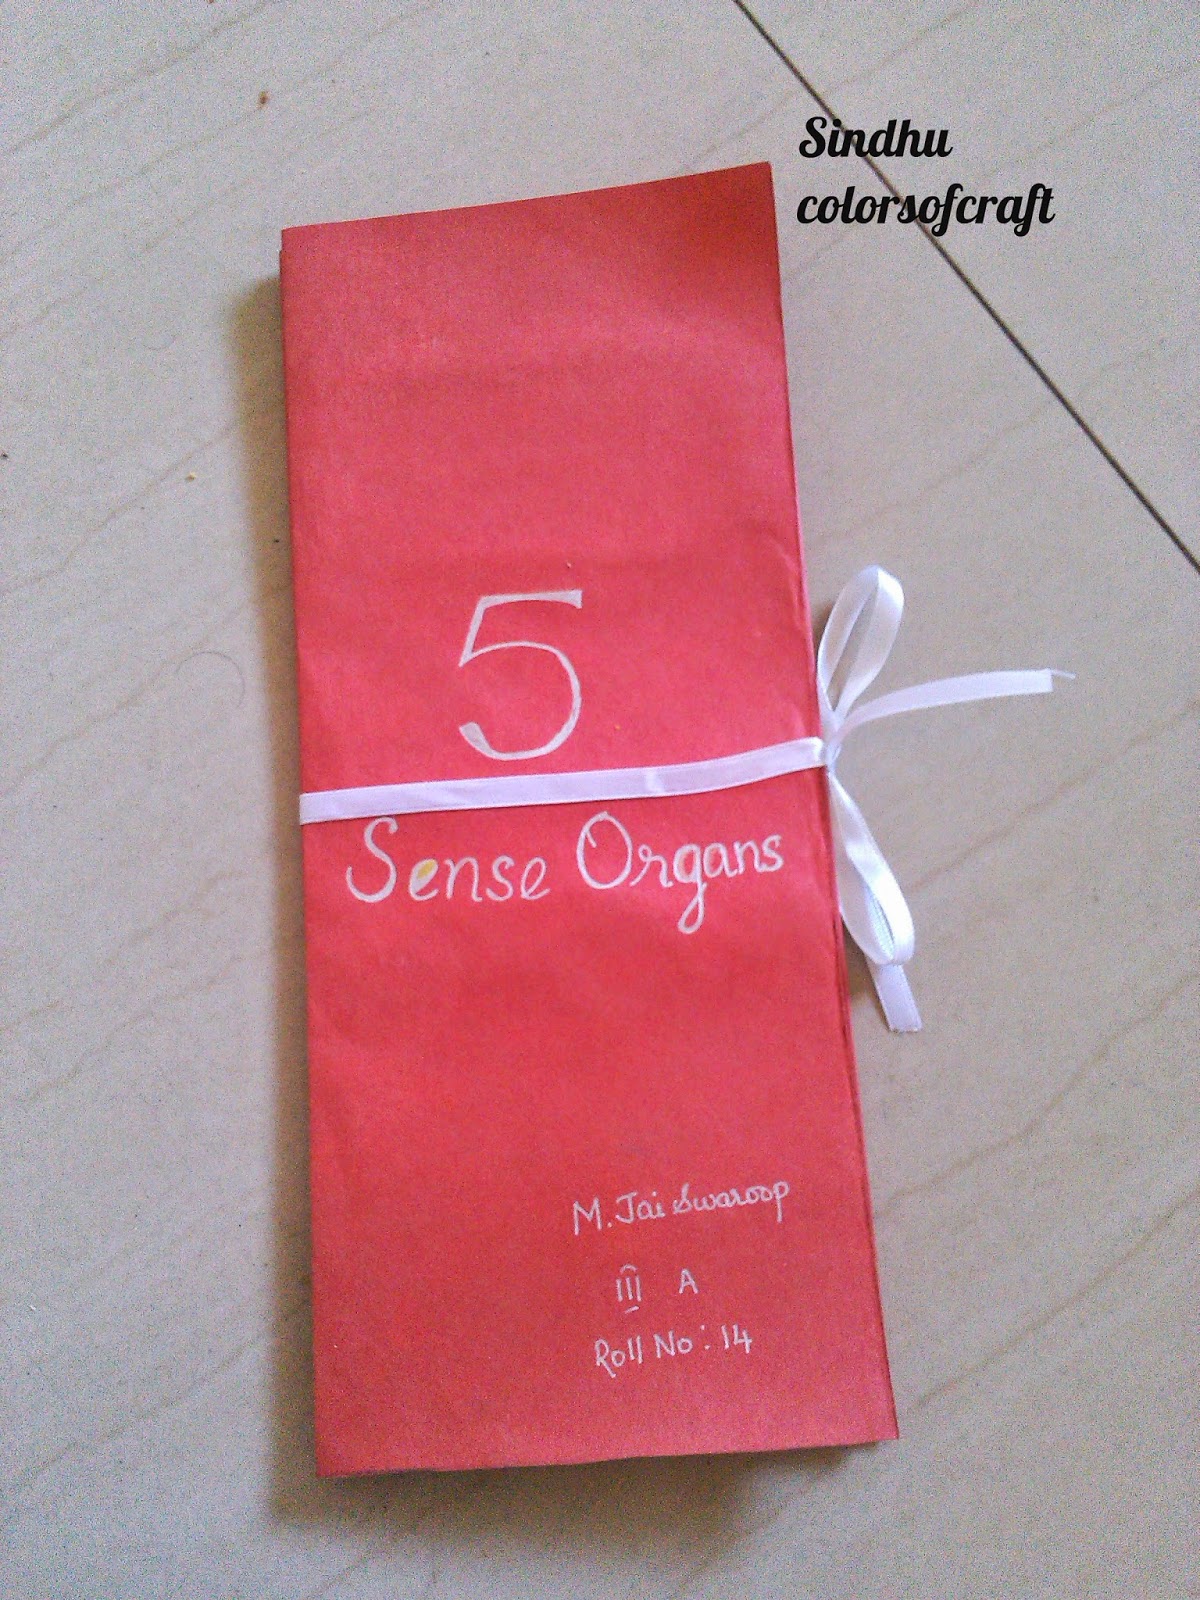 Sindhu
colorsofcraft
5
Sense Organs
M. Jai Swaroop
III A
Roll No : 14